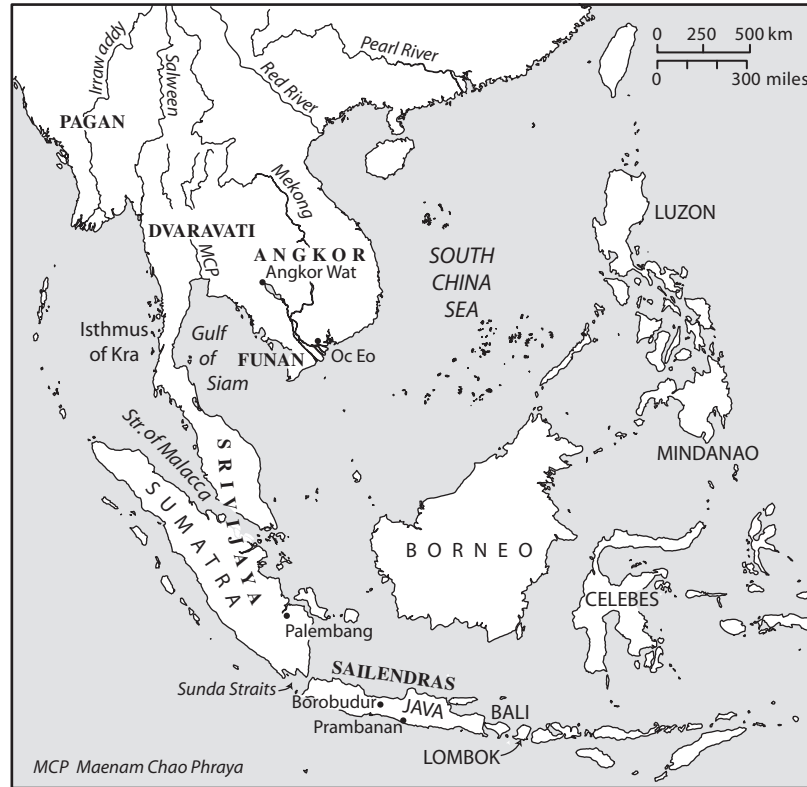 Pearl River
0 250 500 km
0 300 miles
Irraw addy
Salween
Red River
PAGAN
Mekong
LUZON
DVARAVATI
MCP
ANGKOR
Angkor Wat
SOUTH
CHINA
SEA
Isthmus
of Kra
Gulf
of
Siam
FUNAN
Oc Eo
Str. of Malacca
SRIVIJAYA
SUMATRA
MINDANAO
BORNEO
CELEBES
Palembang
SAILENDRAS
Sunda Straits
Borobudur
JAVA
BALI
Prambanan
LOMBOK
MCP Maenam Chao Phraya